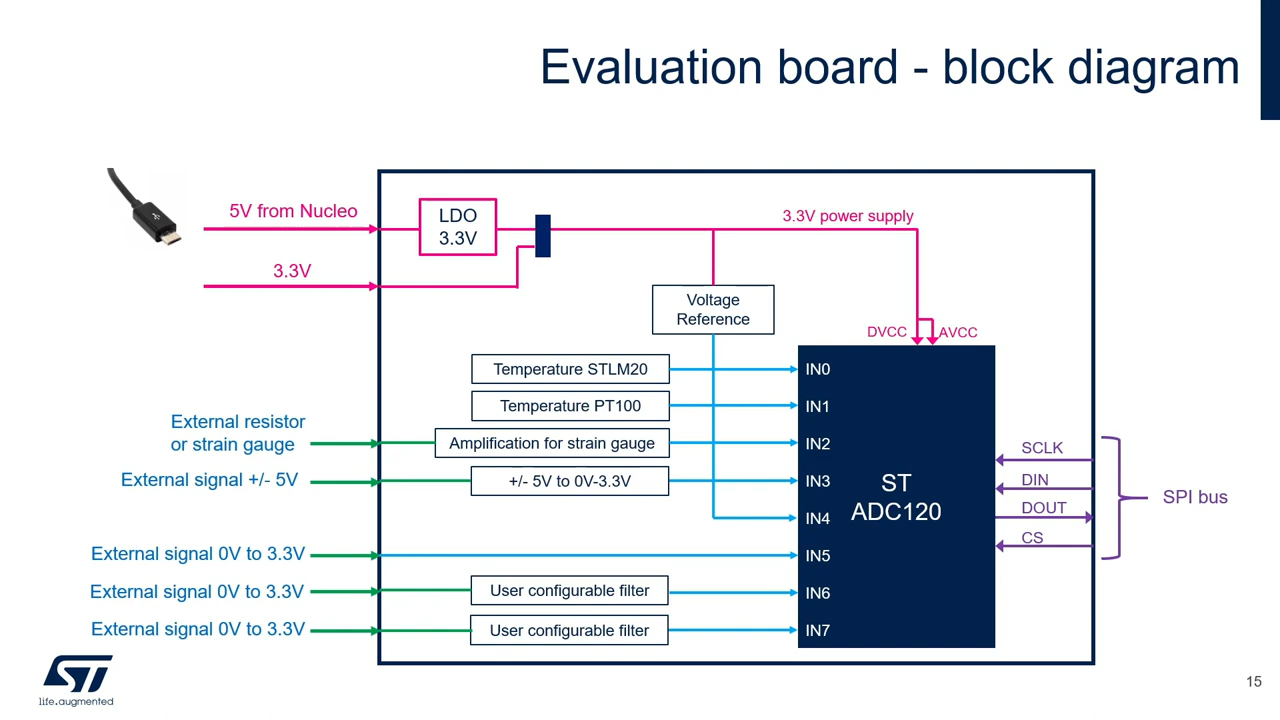 Evaluation board - block diagram
5V from Nucleo
LDO
3.3V
3.3V power supply
3.3V
Voltage
Reference
DVCC
AVCC
Temperature STLM20
IN0
Temperature PT100
IN1
External resistor
or strain gauge
Amplification for strain gauge
IN2
External signal +/- 5V
+/- 5V to 0V-3.3V
IN3
IN4
ST
ADC120
SCLK
DIN
DOUT
CS
SPI bus
External signal 0V to 3.3V
IN5
External signal 0V to 3.3V
User configurable filter
IN6
External signal 0V to 3.3V
User configurable filter
IN7
ST
life.augmented
15